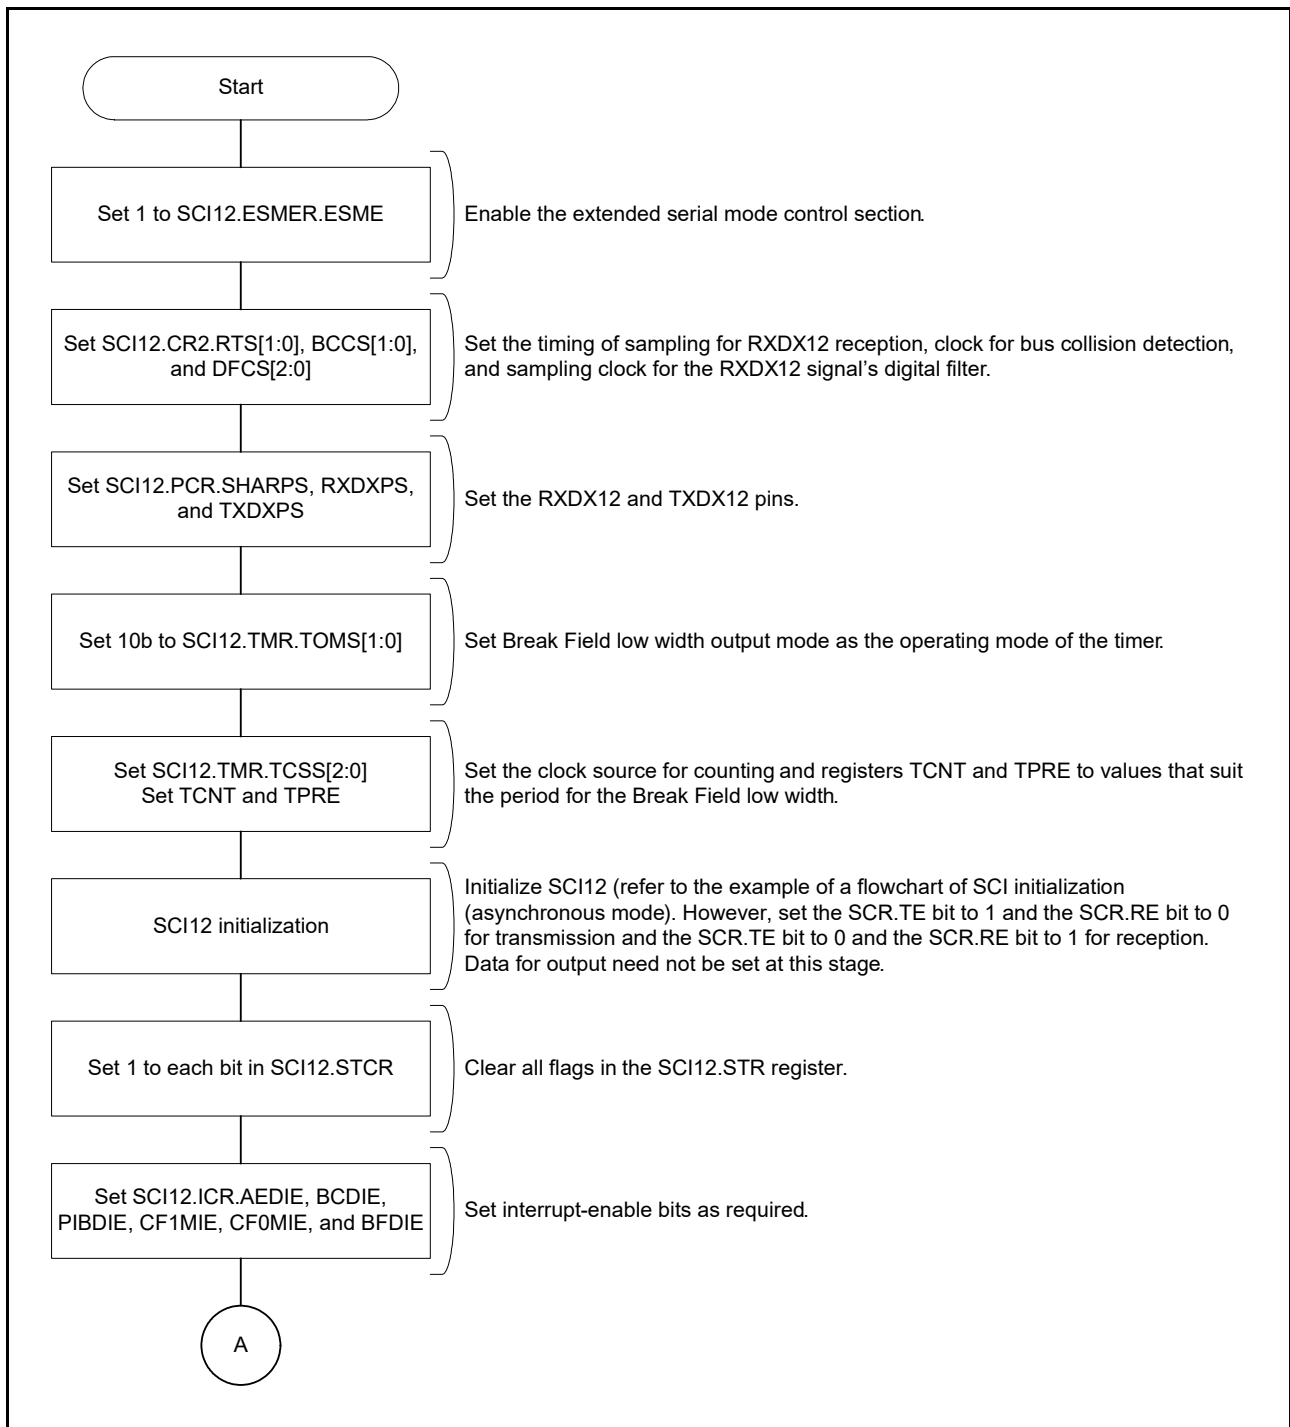 Start
Set 1 to SCI12.ESMER.ESME
Enable the extended serial mode control section.
Set SCI12.CR2.RTS[1:0], BCCS[1:0],
and DFCS[2:0]
Set the timing of sampling for RXDX12 reception, clock for bus collision detection,
and sampling clock for the RXDX12 signal's digital filter.
Set SCI12.PCR.SHARPS, RXDXPS,
and TXDXPS
Set the RXDX12 and TXDX12 pins.
Set 10b to SCI12.TMR.TOMS[1:0]
Set Break Field low width output mode as the operating mode of the timer.
Set SCI12.TMR.TCSS[2:0]
Set TCNT and TPRE
Set the clock source for counting and registers TCNT and TPRE to values that suit
the period for the Break Field low width.
SCI12 initialization
Initialize SCI12 (refer to the example of a flowchart of SCI initialization
(asynchronous mode). However, set the SCR.TE bit to 1 and the SCR.RE bit to 0
for transmission and the SCR.TE bit to 0 and the SCR.RE bit to 1 for reception.
Data for output need not be set at this stage.
Set 1 to each bit in SCI12.STCR
Clear all flags in the SCI12.STR register.
Set SCI12.ICR.AEDIE, BCDIE,
PIBDIE, CF1MIE, CF0MIE, and BFDIE
Set interrupt-enable bits as required.
A